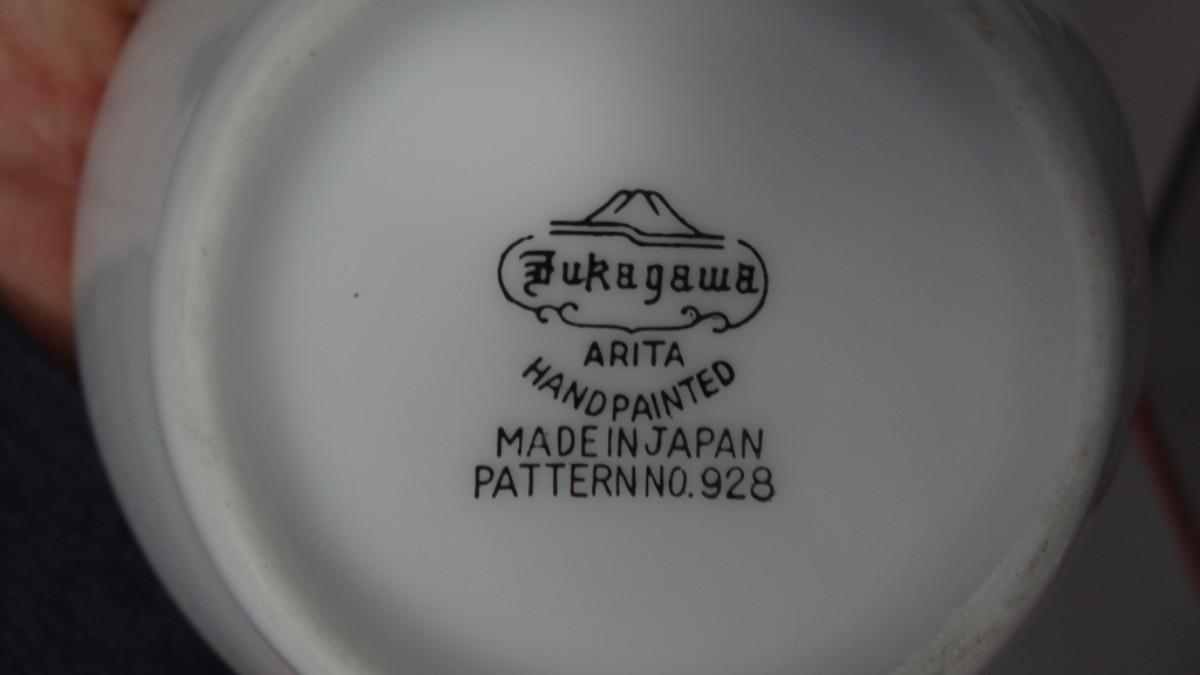 Fukagawa
ARITA
HANDPAINTED
MADE IN JAPAN
PATTERN NO. 928